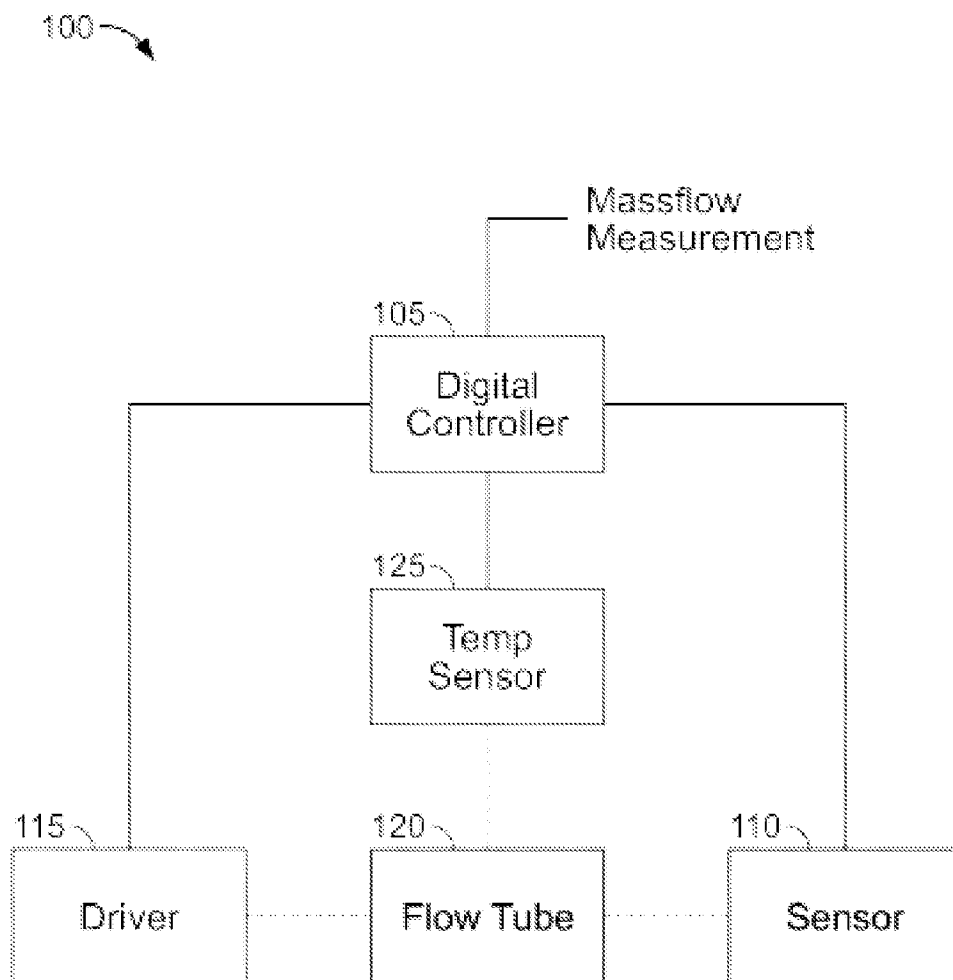 100
Massflow
Measurement
105
Digital
Controller
125
Temp
Sensor
115
120
110
Driver
Flow Tube
Sensor